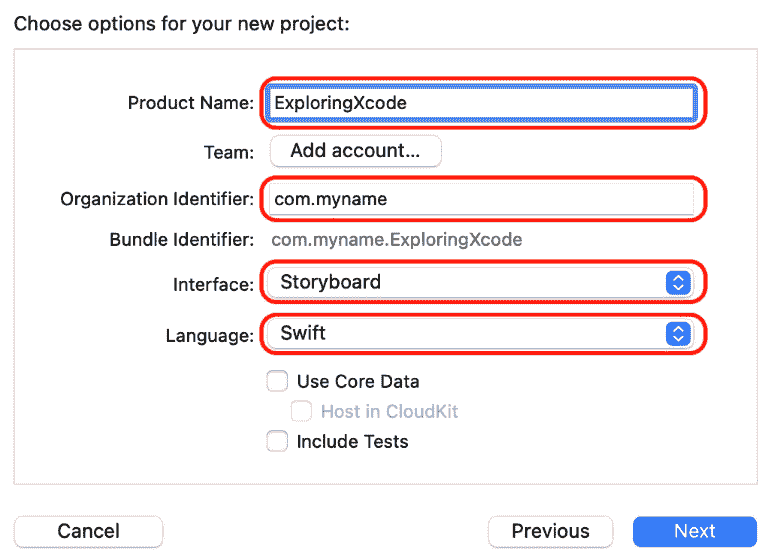 Choose options for your new project:
Product Name: ExploringXcode
Team: Add account...
Organization Identifier: com.myname
Bundle Identifier: com.myname.ExploringXcode
Interface: Storyboard
Language: Swift
Use Core Data
Host in CloudKit
Include Tests
Cancel Previous Next